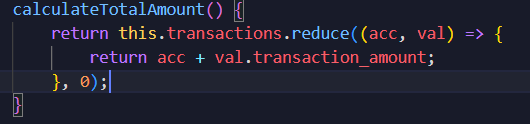 calculateTotalAmount() {
return this.transactions.reduce((acc, val) => {
return acc + val.transaction_amount;
}, 0);
}